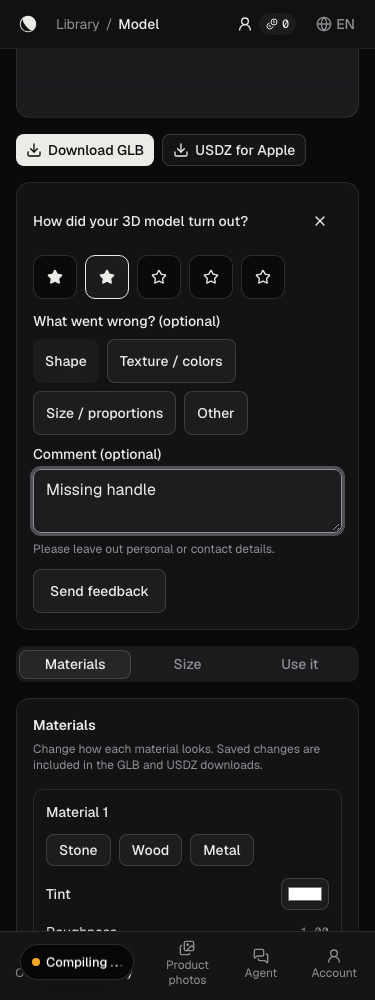 Library / Model
0
EN
Download GLB
USDZ for Apple
How did your 3D model turn out?
What went wrong? (optional)
Shape
Texture / colors
Size / proportions
Other
Comment (optional)
Missing handle
Please leave out personal or contact details.
Send feedback
Materials
Size
Use it
Materials
Change how each material looks. Saved changes are
included in the GLB and USDZ downloads.
Material 1
Stone
Wood
Metal
Tint
Compiling ...
Product
photos
Agent
Account